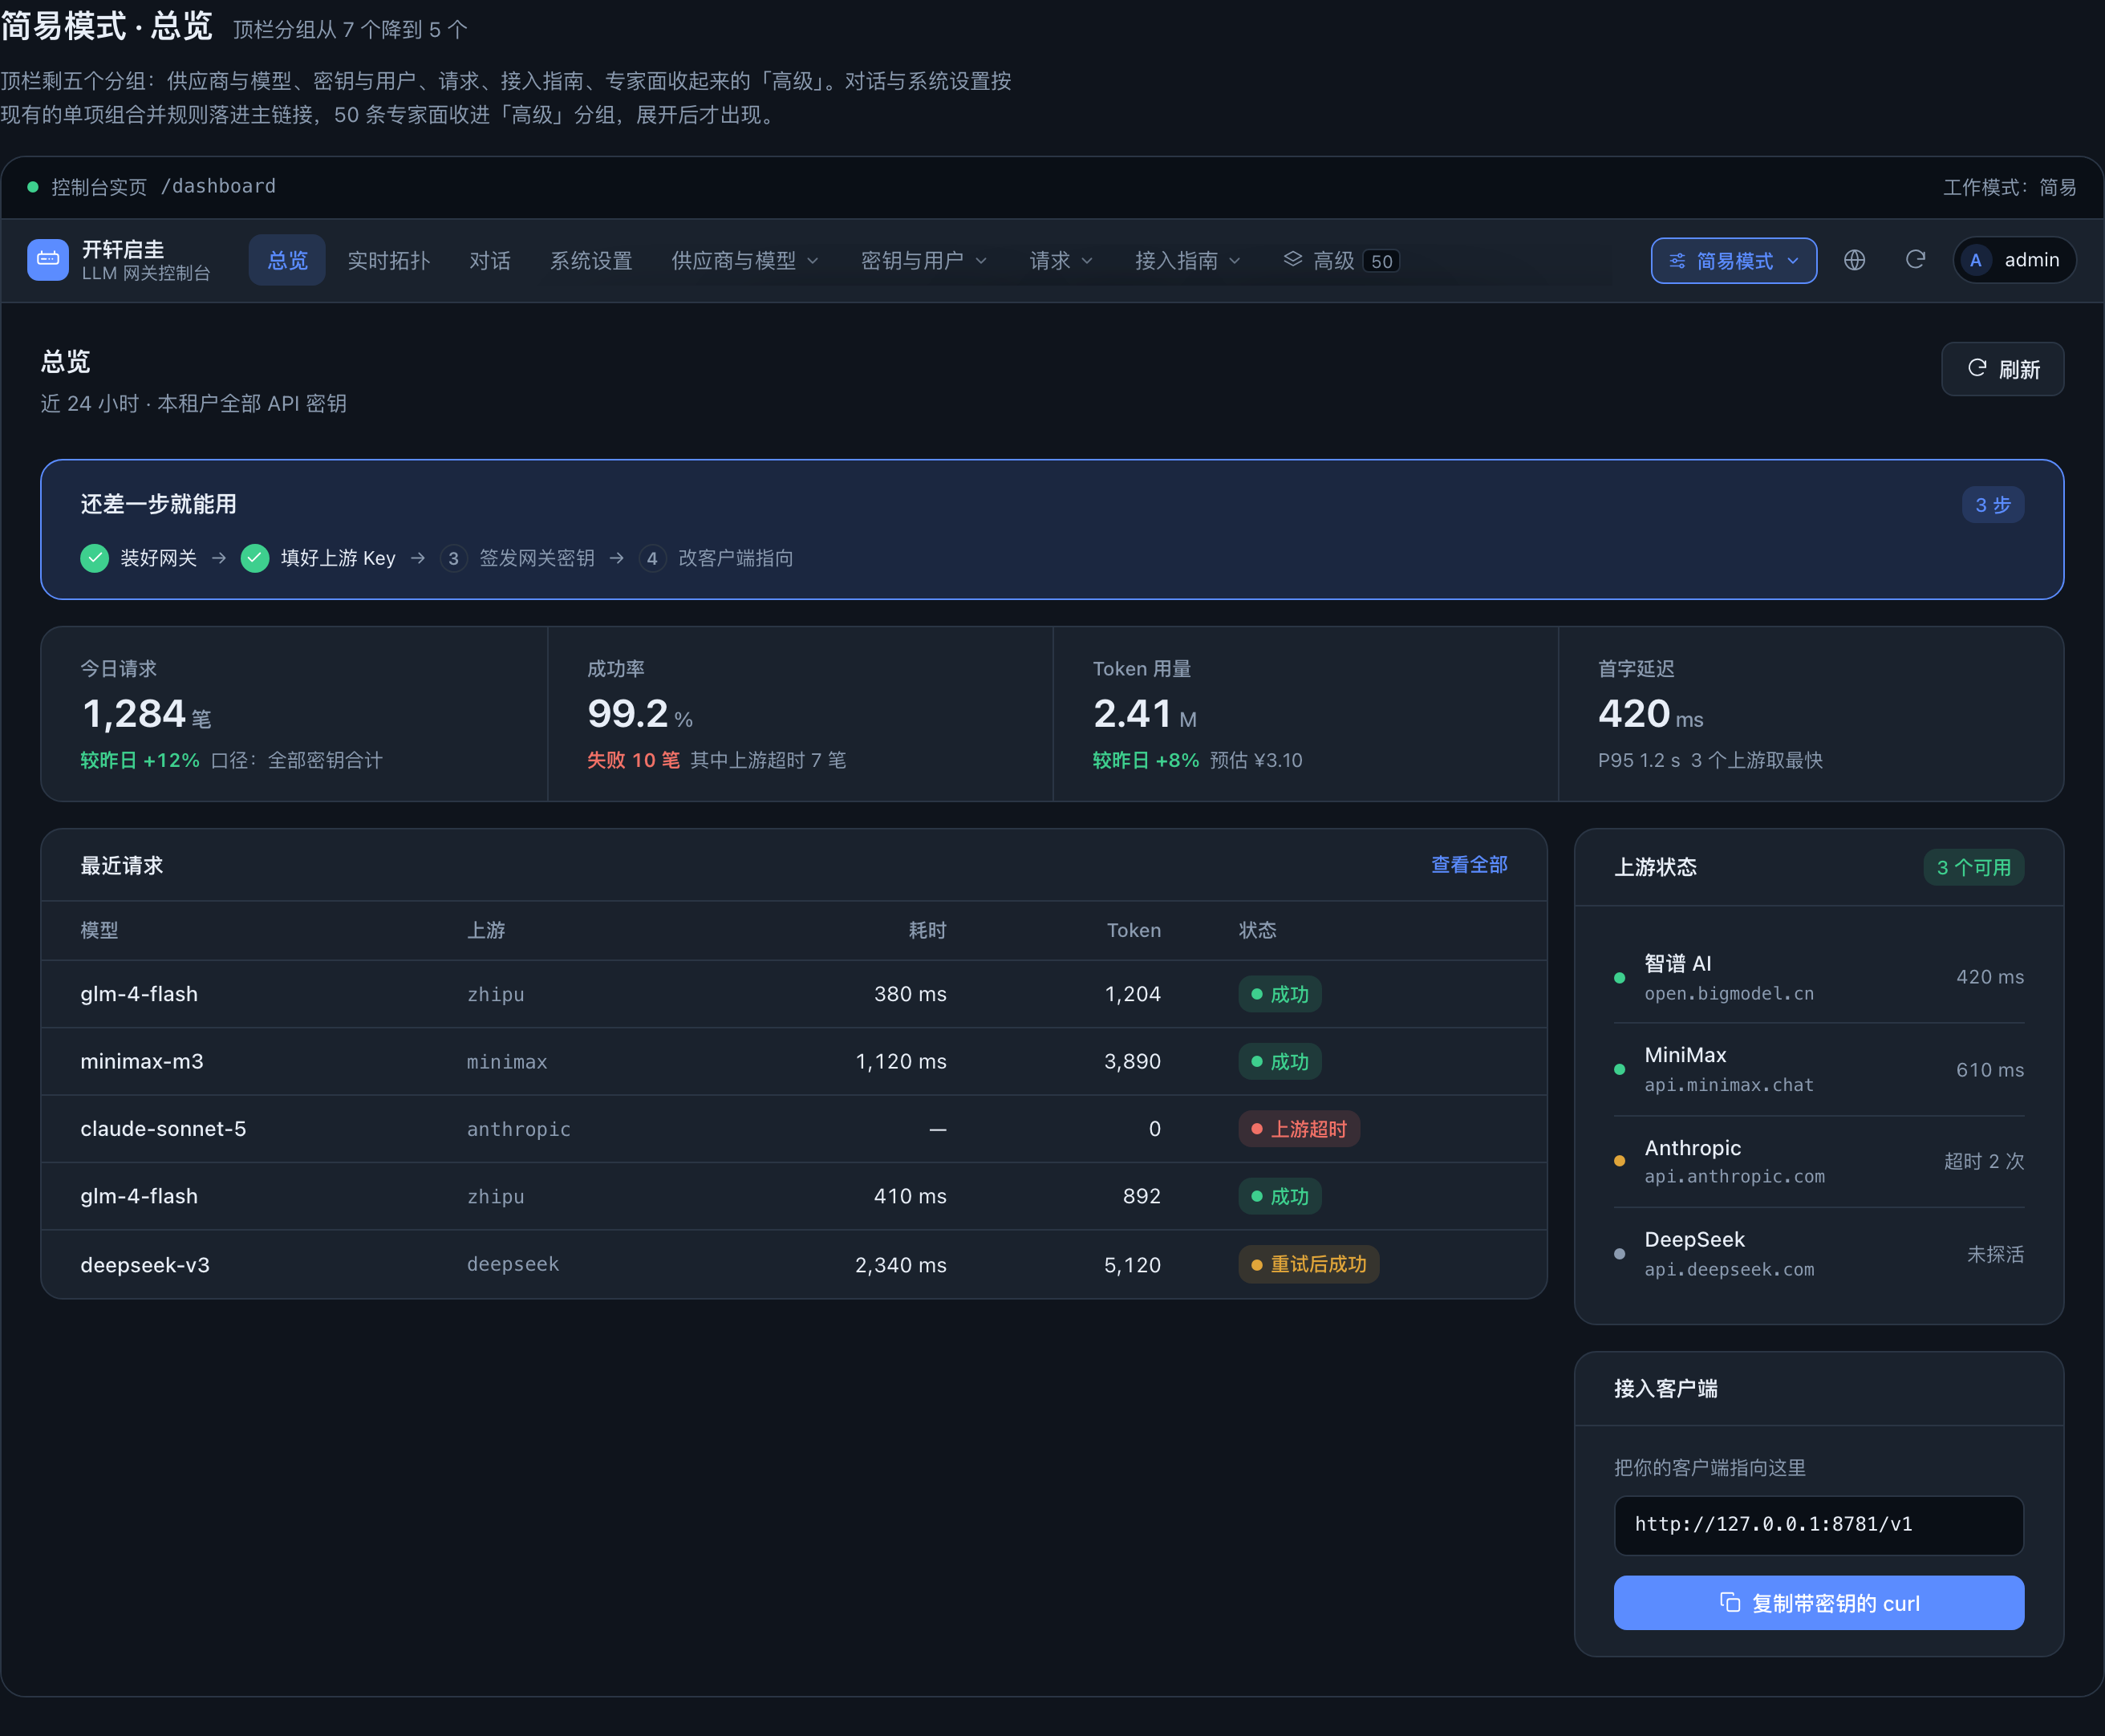 简易模式 · 总览 顶栏分组从 7 个降到 5 个
顶栏剩五个分组：供应商与模型、密钥与用户、请求、接入指南、专家面收起来的「高级」。对话与系统设置按
现有的单项组合并规则落进主链接，50 条专家面收进「高级」分组，展开后才出现。
控制台实页 /dashboard 工作模式：简易
开轩启圭
LLM 网关控制台
总览 实时拓扑 对话 系统设置 供应商与模型 密钥与用户 请求 接入指南 高级 50 简易模式 A admin
总览 刷新
近 24 小时 · 本租户全部 API 密钥
还差一步就能用 3 步
装好网关 → 填好上游 Key → 3 签发网关密钥 → 4 改客户端指向
今日请求 成功率 Token 用量 首字延迟
1,284 笔 99.2 % 2.41 M 420 ms
较昨日 +12% 口径：全部密钥合计 失败 10 笔 其中上游超时 7 笔 较昨日 +8% 预估 ¥3.10 P95 1.2 s 3 个上游取最快
最近请求 查看全部
模型 上游 耗时 Token 状态
glm-4-flash zhipu 380 ms 1,204 成功
minimax-m3 minimax 1,120 ms 3,890 成功
claude-sonnet-5 anthropic — 0 上游超时
glm-4-flash zhipu 410 ms 892 成功
deepseek-v3 deepseek 2,340 ms 5,120 重试后成功
上游状态 3 个可用
智谱 AI 420 ms
open.bigmodel.cn
MiniMax 610 ms
api.minimax.chat
Anthropic 超时 2 次
api.anthropic.com
DeepSeek 未探活
api.deepseek.com
接入客户端
把你的客户端指向这里
http://127.0.0.1:8781/v1
复制带密钥的 curl